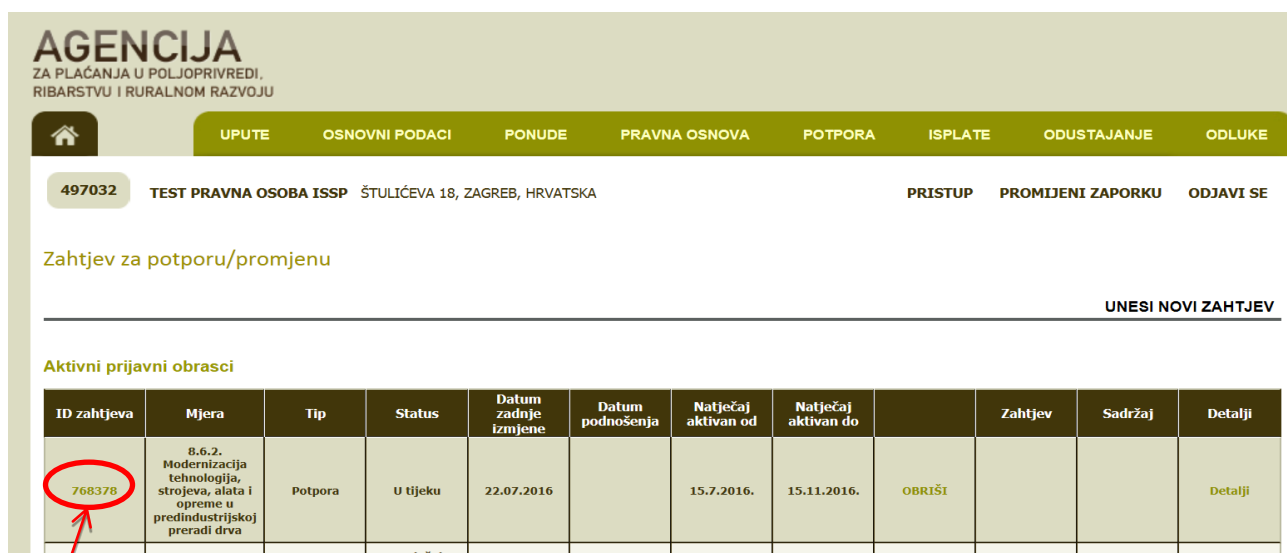 AGENCIJA
ZA PLAĆANJA U POLJOPRIVREDI,
RIBARSTVU I RURALNOM RAZVOJU
UPUTE OSNOVNI PODACI PONUDE PRAVNA OSNOVA POTPORA ISPLATE ODUSTAJANJE ODLUKE
497032 TEST PRAVNA OSOBA ISSP ŠTULIĆEVA 18, ZAGREB, HRVATSKA PRISTUP PROMIJENI ZAPORKU ODJAVI SE
Zahtjev za potporu/promjenu
UNESI NOVI ZAHTJEV
Aktivni prijavni obrasci
ID zahtjeva Mjera Tip Status Datum zadnje izmjene Datum podnošenja Natječaj aktivan od Natječaj aktivan do Zahtjev Sadržaj Detalji
768378
8.6.2.
Modernizacija
tehnologija,
strojeva, alata i
opreme u
predindustrijskoj
preradi drva
Potpora U tijeku 22.07.2016 15.7.2016. 15.11.2016. OBRIŠI Detalji